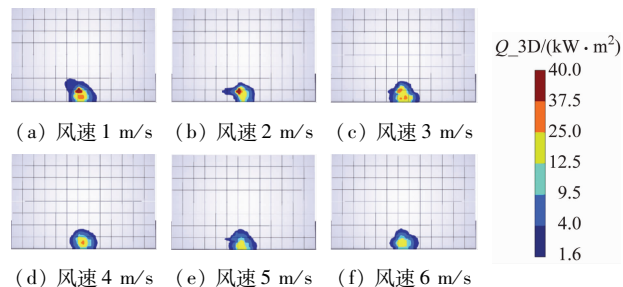 (a) 风速 1 m/s
(b) 风速 2 m/s
(c) 风速 3 m/s
(d) 风速 4 m/s
(e) 风速 5 m/s
(f) 风速 6 m/s
Q_3D/(kW·m²)
40.0
37.5
25.0
12.5
9.5
4.0
1.6